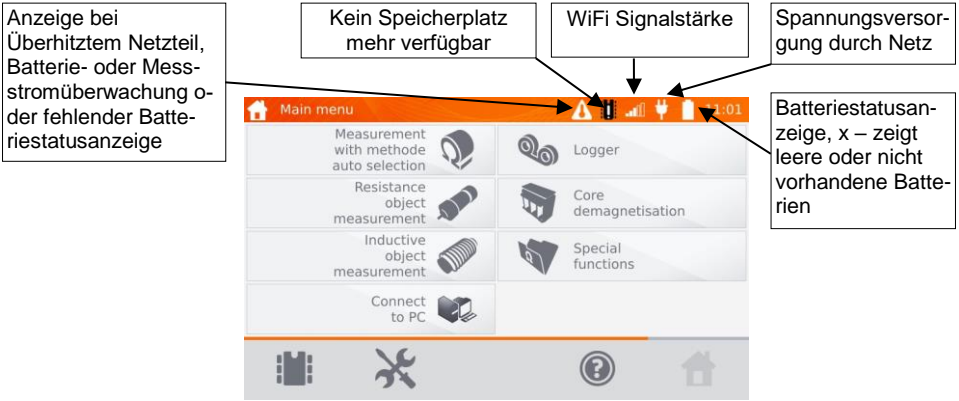 Anzeige bei
Überhitztem Netzteil,
Batterie- oder Mess-
stromüberwachung o-
der fehlender Batte-
riestatusanzeige
Kein Speicherplatz
mehr verfügbar
WiFi Signalstärke
Spannungsversor-
gung durch Netz
Batteriestatusan-
zeige, x – zeigt
leere oder nicht
vorhandene Batte-
rien
Main menu
11:01
Measurement
with methode
auto selection
Logger
Resistance
object
measurement
Core
demagnetisation
Inductive
object
measurement
Special
functions
Connect
to PC